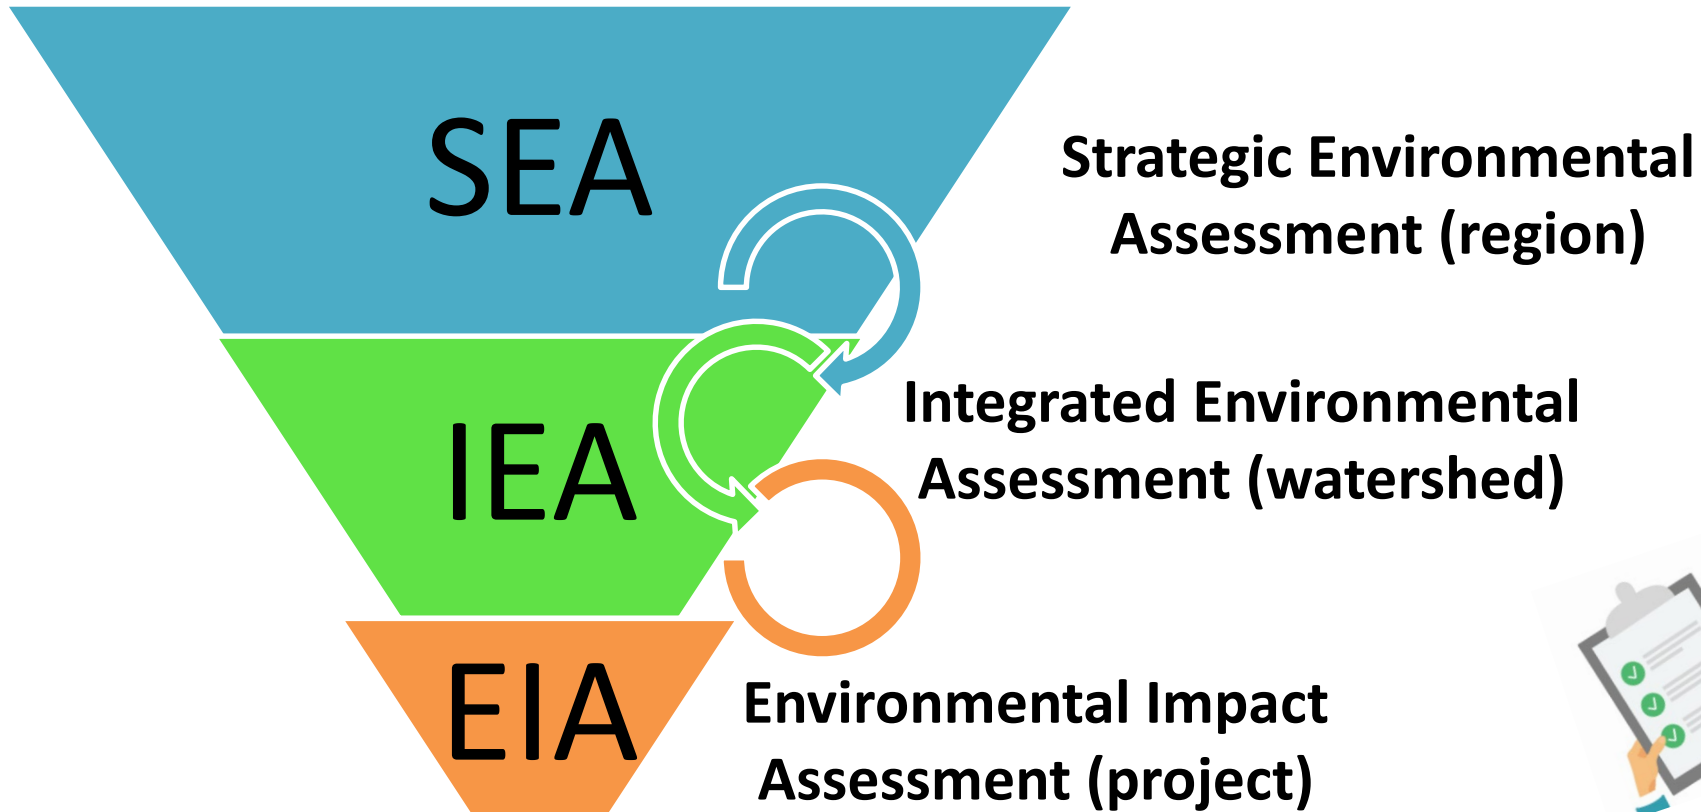 SEA
Strategic Environmental
Assessment (region)
IEA
Integrated Environmental
Assessment (watershed)
EIA
Environmental Impact
Assessment (project)